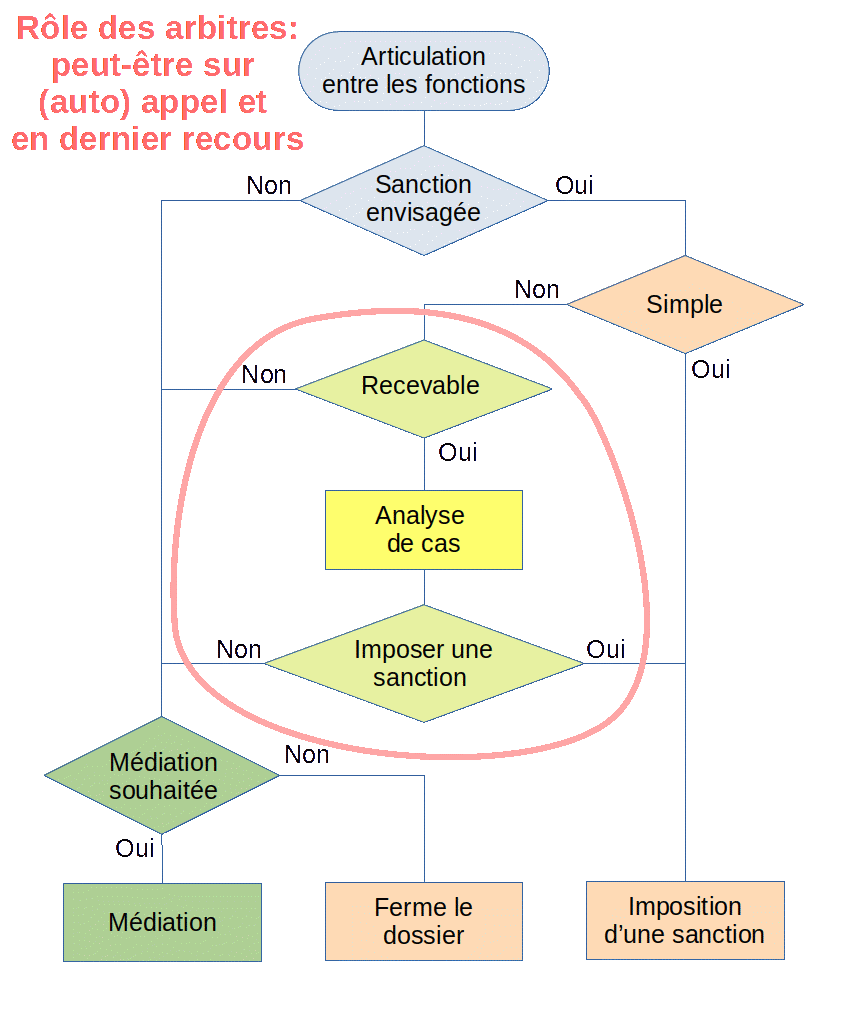 Rôle des arbitres:
peut-être sur
(auto) appel et
en dernier recours
Articulation
entre les fonctions
Non
Sanction
envisagée
Oui
Non
Simple
Oui
Non
Recevable
Oui
Analyse
de cas
Non
Imposer une
sanction
Oui
Médiation
souhaitée
Non
Oui
Médiation
Ferme le
dossier
Imposition
d'une sanction